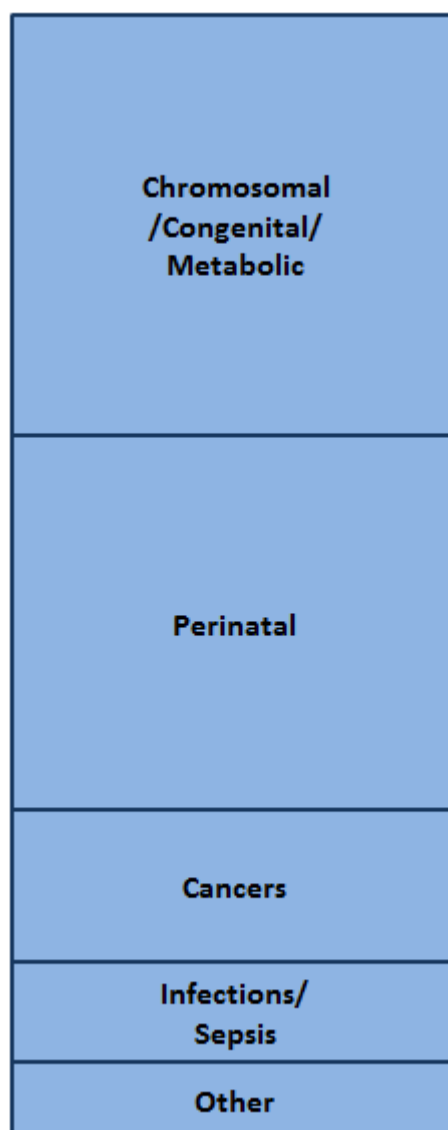 Chromosomal
/Congenital/
Metabolic
Perinatal
Cancers
Infections/
Sepsis
Other